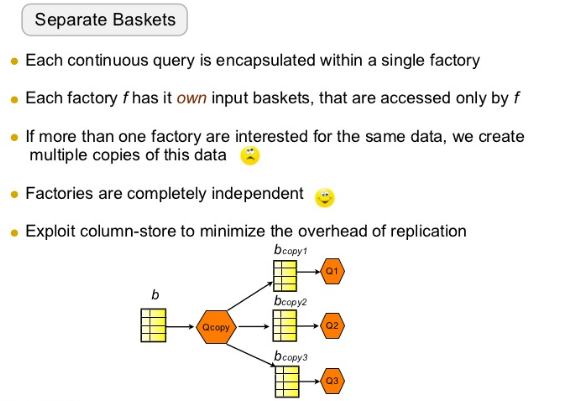 Separate Baskets
Each continuous query is encapsulated within a single factory
Each factory f has it own input baskets, that are accessed only by f
If more than one factory are interested for the same data, we create
multiple copies of this data
Factories are completely independent
Exploit column-store to minimize the overhead of replication
bcopy1
Q1
b
bcopy2
Qcopy
Q2
bcopy3
Q3